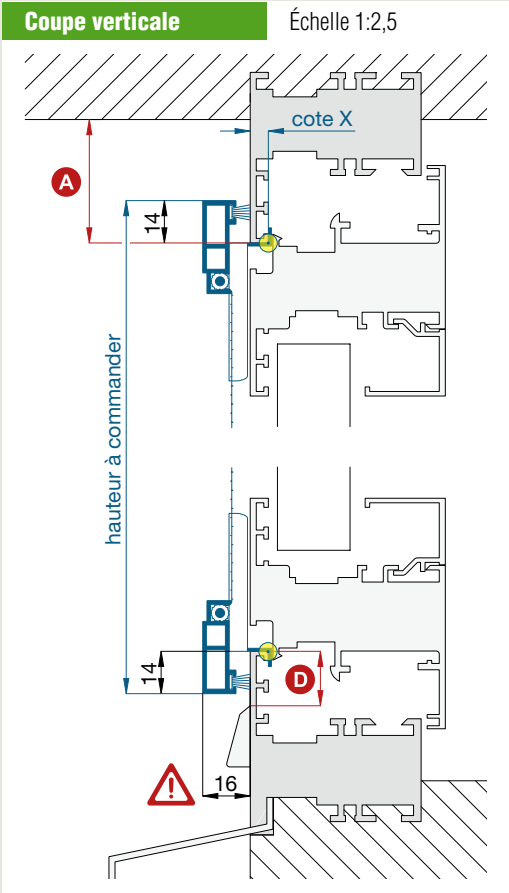 Coupe verticale
Échelle 1:2,5
cote X
A
14
hauteur à commander
14
D
16